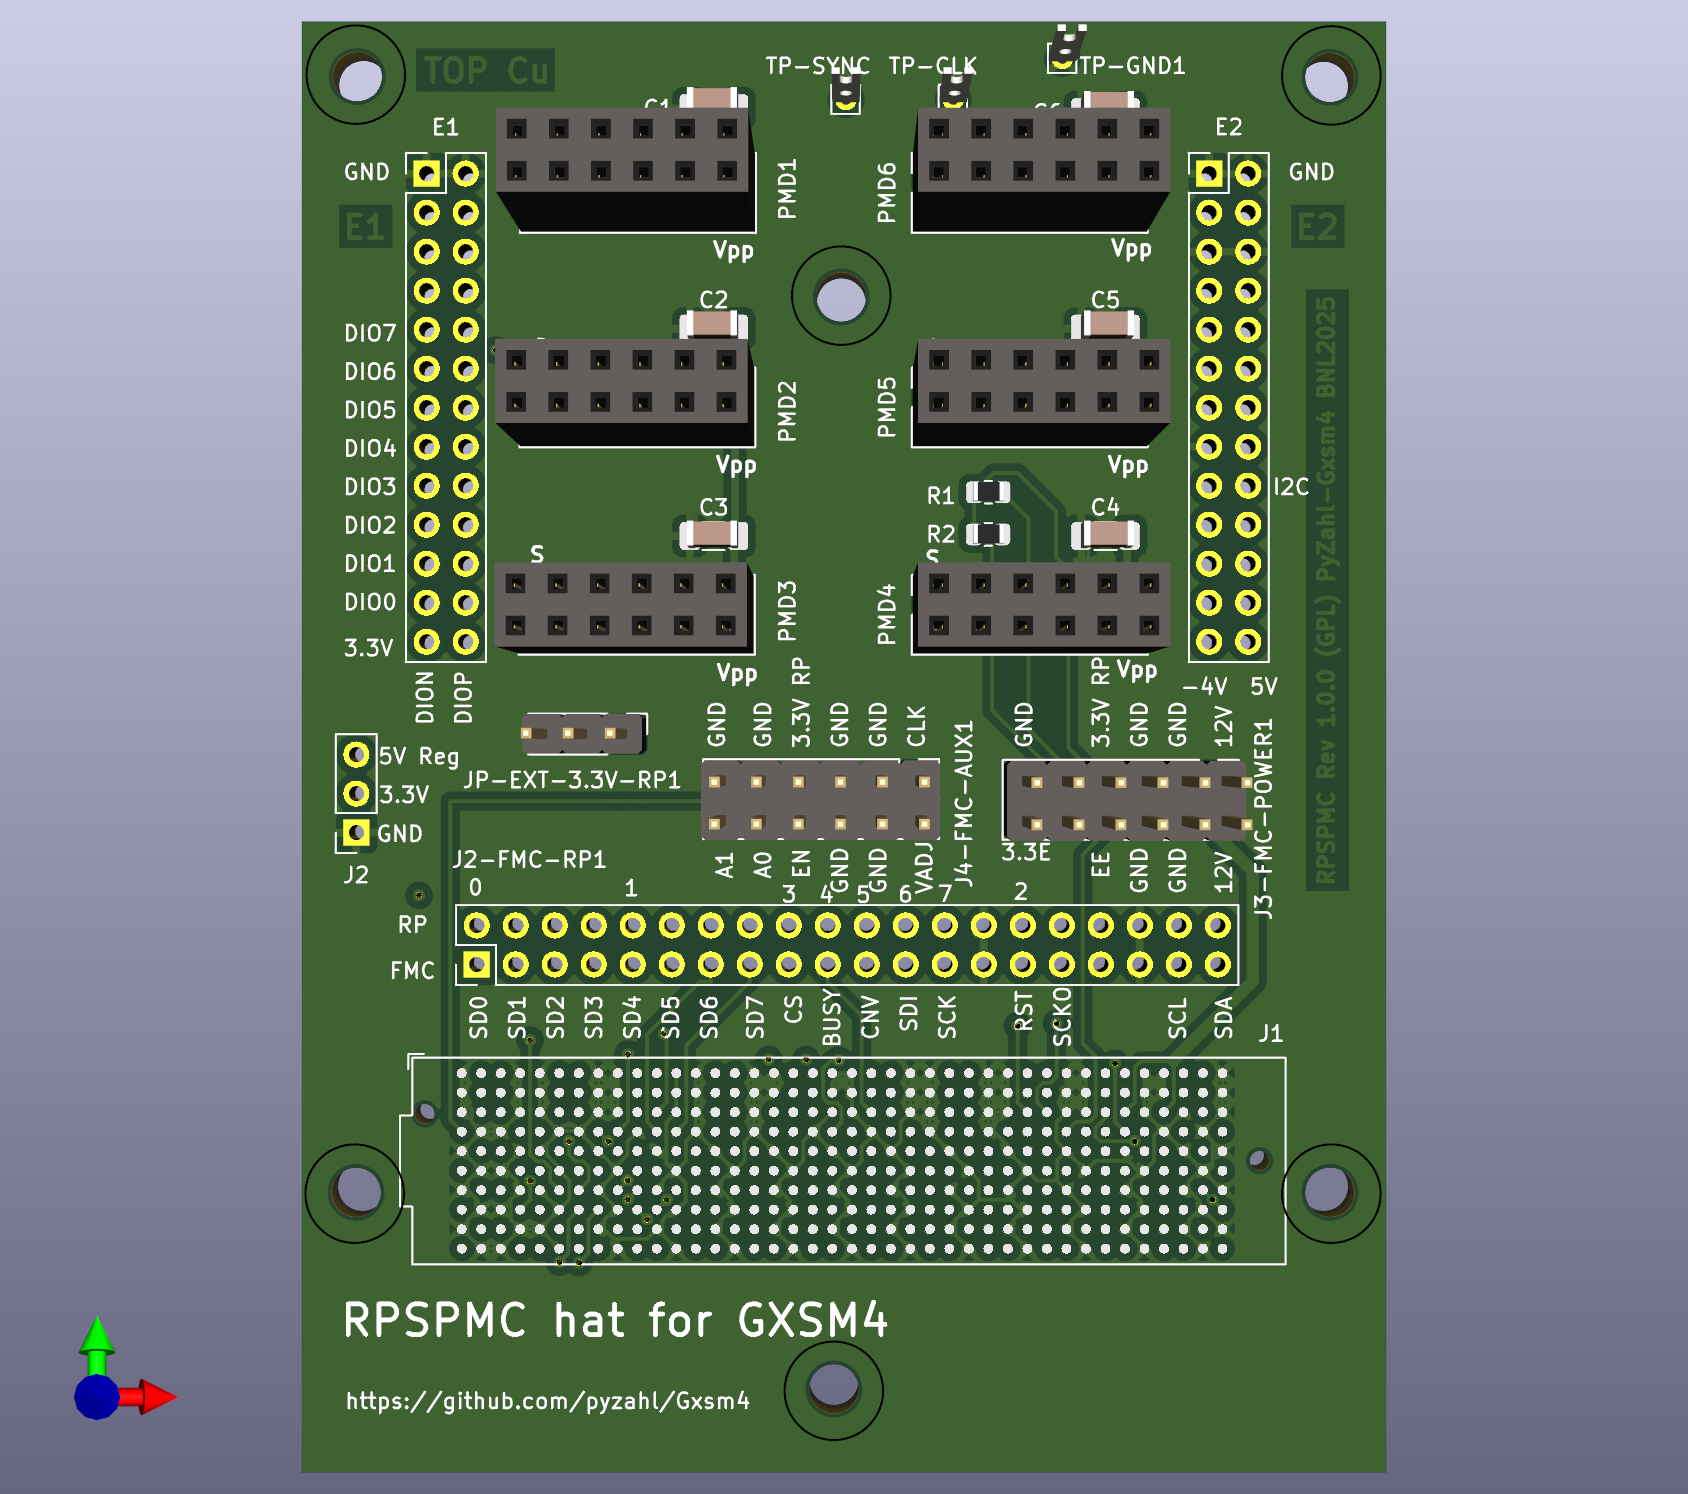 TOP Cu
TP-SYNC
TP-CLK
TP-GND1
C1
E1
E2
GND
GND
PMD1
PMD6
E1
E2
Vpp
Vpp
C2
C5
DIO7
DIO6
DIO5
DIO4
DIO3
DIO2
DIO1
DIO0
3.3V
PMD2
PMD5
Vpp
Vpp
I2C
R1
R2
C3
C4
S
S
PMD3
PMD4
Vpp
Vpp
DION
DIOP
-4V
5V
RPSPMC Rev 1.0.0 (GPL) PyZahl-Gxsm4 BNL2025
GND
GND
3.3V RP
GND
GND
CLK
GND
3.3V RP
GND
GND
12V
5V Reg
3.3V
GND
J2
JP-EXT-3.3V-RP1
J4-FMC-AUX1
J3-FMC-POWER1
A1
A0
EN
GND
GND
VADJ
3.3E
EE
GND
GND
12V
J2-FMC-RP1
0
1
3
4
5
6
7
2
RP
FMC
SD0
SD1
SD2
SD3
SD4
SD5
SD6
SD7
CS
BUSY
CNV
SDI
SCK
RST
SCKO
SCL
SDA
J1
RPSPMC hat for GXSM4
https://github.com/pyzahl/Gxsm4